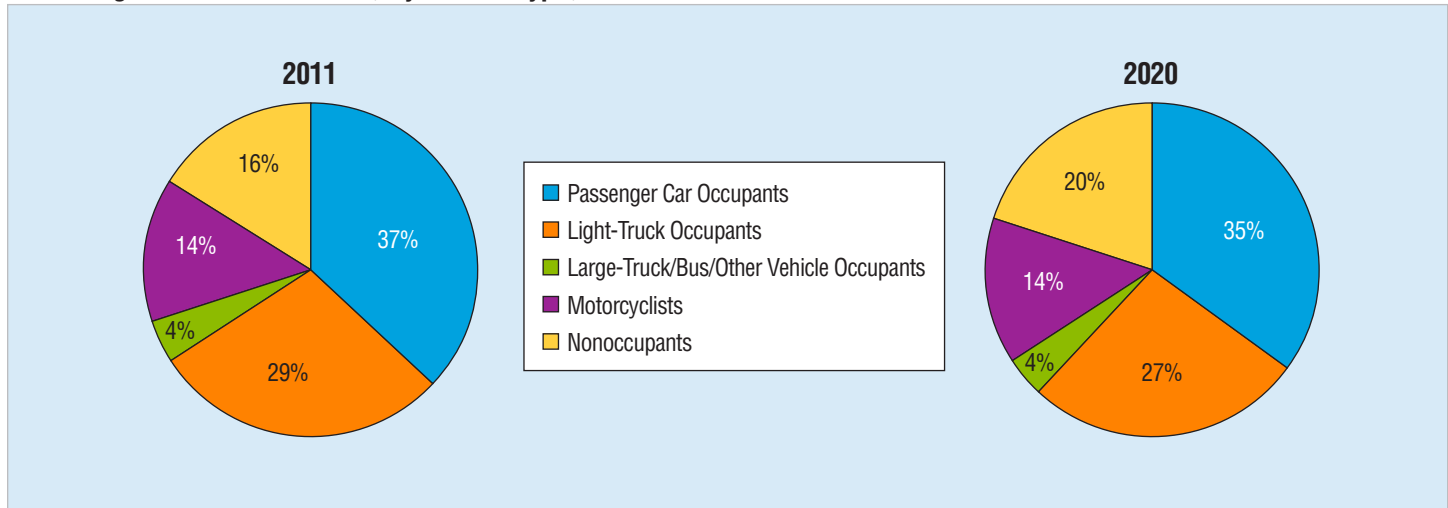 2011
2020
16%
37%
14%
4%
29%
Passenger Car Occupants
Light-Truck Occupants
Large-Truck/Bus/Other Vehicle Occupants
Motorcyclists
Nonoccupants
20%
35%
14%
4%
27%